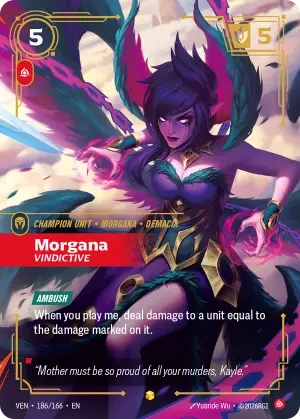 5
5
CHAMPION UNIT • MORGANA • DEMACIA
Morgana
VINDICTIVE
AMBUSH
When you play me, deal damage to a unit equal to
the damage marked on it.
"Mother must be so proud of all your murders, Kayle."
VEN • 186/166 • EN
Yuande Wu
©2026RGI